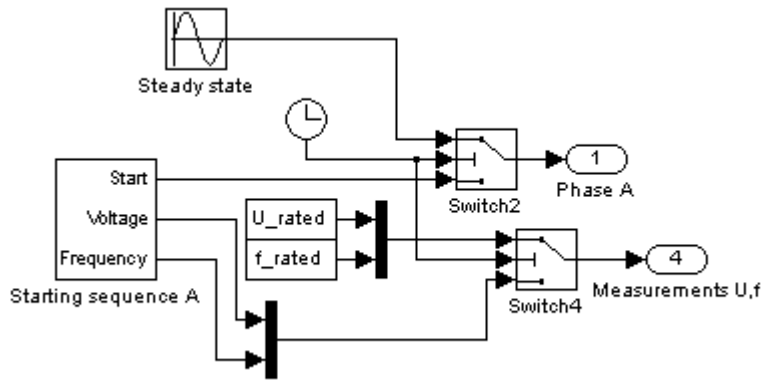 Steady state
Start
Voltage
Frequency
Starting sequence A
U_rated
f_rated
Switch2
1
Phase A
Switch4
4
Measurements U,f